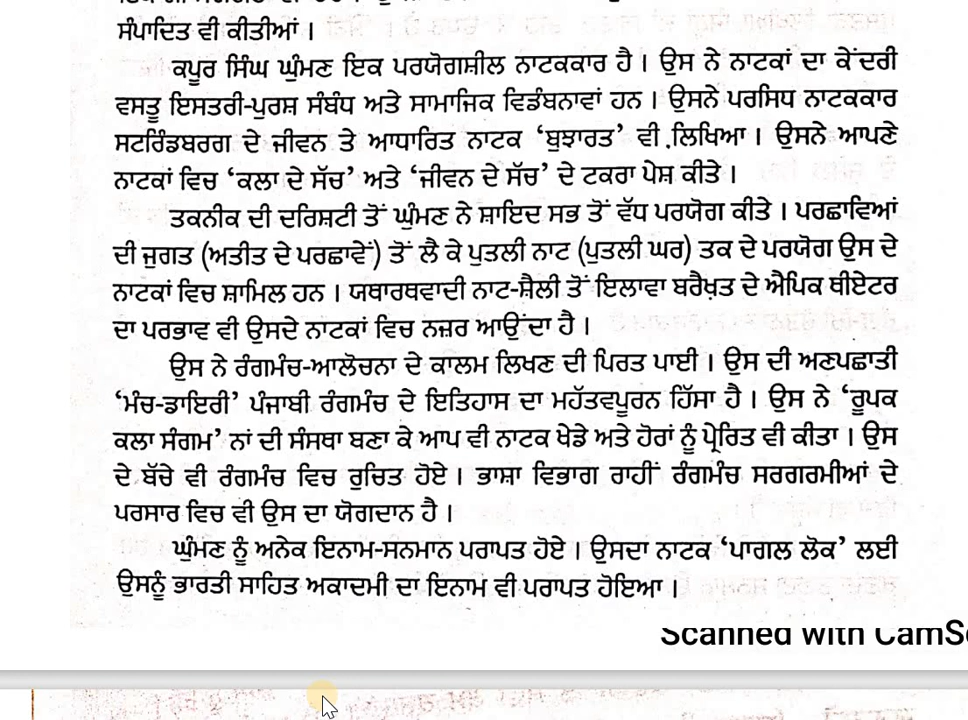 ਸੰਪਾਦਿਤ ਵੀ ਕੀਤੀਆਂ ।
ਕਪੂਰ ਸਿੰਘ ਘੁੰਮਣ ਇਕ ਪਰਯੋਗਸ਼ੀਲ ਨਾਟਕਕਾਰ ਹੈ । ਉਸ ਨੇ ਨਾਟਕਾਂ ਦਾ ਕੇਂਦਰੀ
ਵਸਤੂ ਇਸਤਰੀ-ਪੁਰਸ਼ ਸੰਬੰਧ ਅਤੇ ਸਾਮਾਜਿਕ ਵਿਡੰਬਨਾਵਾਂ ਹਨ । ਉਸਨੇ ਪਰਸਿਧ ਨਾਟਕਕਾਰ
ਸਟਰਿੰਡਬਰਗ ਦੇ ਜੀਵਨ ਤੇ ਆਧਾਰਿਤ ਨਾਟਕ ‘ਬੁਝਾਰਤ’ ਵੀ ਲਿਖਿਆ । ਉਸਨੇ ਆਪਣੇ
ਨਾਟਕਾਂ ਵਿਚ ‘ਕਲਾ ਦੇ ਸੱਚ’ ਅਤੇ ‘ਜੀਵਨ ਦੇ ਸੱਚ’ ਦੇ ਟਕਰਾ ਪੇਸ਼ ਕੀਤੇ ।
ਤਕਨੀਕ ਦੀ ਦਰਿਸ਼ਟੀ ਤੋਂ ਘੁੰਮਣ ਨੇ ਸ਼ਾਇਦ ਸਭ ਤੋਂ ਵੱਧ ਪਰਯੋਗ ਕੀਤੇ । ਪਰਛਾਵਿਆਂ
ਦੀ ਜੁਗਤ (ਅਤੀਤ ਦੇ ਪਰਛਾਵੇਂ) ਤੋਂ ਲੈ ਕੇ ਪੁਤਲੀ ਨਾਟ (ਪੁਤਲੀ ਘਰ) ਤਕ ਦੇ ਪਰਯੋਗ ਉਸ ਦੇ
ਨਾਟਕਾਂ ਵਿਚ ਸ਼ਾਮਿਲ ਹਨ । ਯਥਾਰਥਵਾਦੀ ਨਾਟ-ਸ਼ੈਲੀ ਤੋਂ ਇਲਾਵਾ ਬਰੈਖ਼ਤ ਦੇ ਐਪਿਕ ਥੀਏਟਰ
ਦਾ ਪਰਭਾਵ ਵੀ ਉਸਦੇ ਨਾਟਕਾਂ ਵਿਚ ਨਜ਼ਰ ਆਉਂਦਾ ਹੈ ।
ਉਸ ਨੇ ਰੰਗਮੰਚ-ਆਲੋਚਨਾ ਦੇ ਕਾਲਮ ਲਿਖਣ ਦੀ ਪਿਰਤ ਪਾਈ । ਉਸ ਦੀ ਅਣਪਛਾਤੀ
‘ਮੰਚ-ਡਾਇਰੀ’ ਪੰਜਾਬੀ ਰੰਗਮੰਚ ਦੇ ਇਤਿਹਾਸ ਦਾ ਮਹੱਤਵਪੂਰਨ ਹਿੱਸਾ ਹੈ । ਉਸ ਨੇ ‘ਰੂਪਕ
ਕਲਾ ਸੰਗਮ’ ਨਾਂ ਦੀ ਸੰਸਥਾ ਬਣਾ ਕੇ ਆਪ ਵੀ ਨਾਟਕ ਖੇਡੇ ਅਤੇ ਹੋਰਾਂ ਨੂੰ ਪ੍ਰੇਰਿਤ ਵੀ ਕੀਤਾ । ਉਸ
ਦੇ ਬੱਚੇ ਵੀ ਰੰਗਮੰਚ ਵਿਚ ਰੁਚਿਤ ਹੋਏ । ਭਾਸ਼ਾ ਵਿਭਾਗ ਰਾਹੀਂ ਰੰਗਮੰਚ ਸਰਗਰਮੀਆਂ ਦੇ
ਪਰਸਾਰ ਵਿਚ ਵੀ ਉਸ ਦਾ ਯੋਗਦਾਨ ਹੈ ।
ਘੁੰਮਣ ਨੂੰ ਅਨੇਕ ਇਨਾਮ-ਸਨਮਾਨ ਪਰਾਪਤ ਹੋਏ । ਉਸਦਾ ਨਾਟਕ ‘ਪਾਗਲ ਲੋਕ’ ਲਈ
ਉਸਨੂੰ ਭਾਰਤੀ ਸਾਹਿਤ ਅਕਾਦਮੀ ਦਾ ਇਨਾਮ ਵੀ ਪਰਾਪਤ ਹੋਇਆ ।
Scanned with CamS